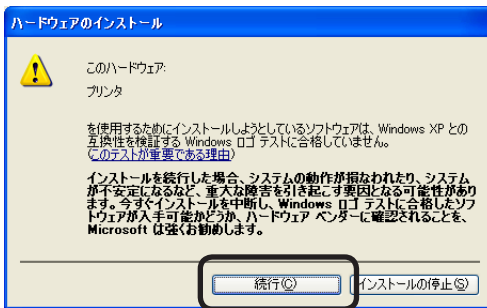 ハードウェアのインストール
このハードウェア:
プリンタ
を使用するためにインストールしようとしているソフトウェアは、Windows XP との
互換性を検証する Windows ロゴ テストに合格していません。
(このテストが重要である理由)
インストールを続行した場合、システムの動作が損なわれたり、システム
が不安定になるなど、重大な障害を引き起こす要因となる可能性があり
ます。今すぐインストールを中断し、Windows ロゴ テストに合格したソフ
トウェアが入手可能かどうか、ハードウェア ベンダーに確認されることを、
Microsoft は強くお勧めします。
続行(C)
インストールの停止(S)